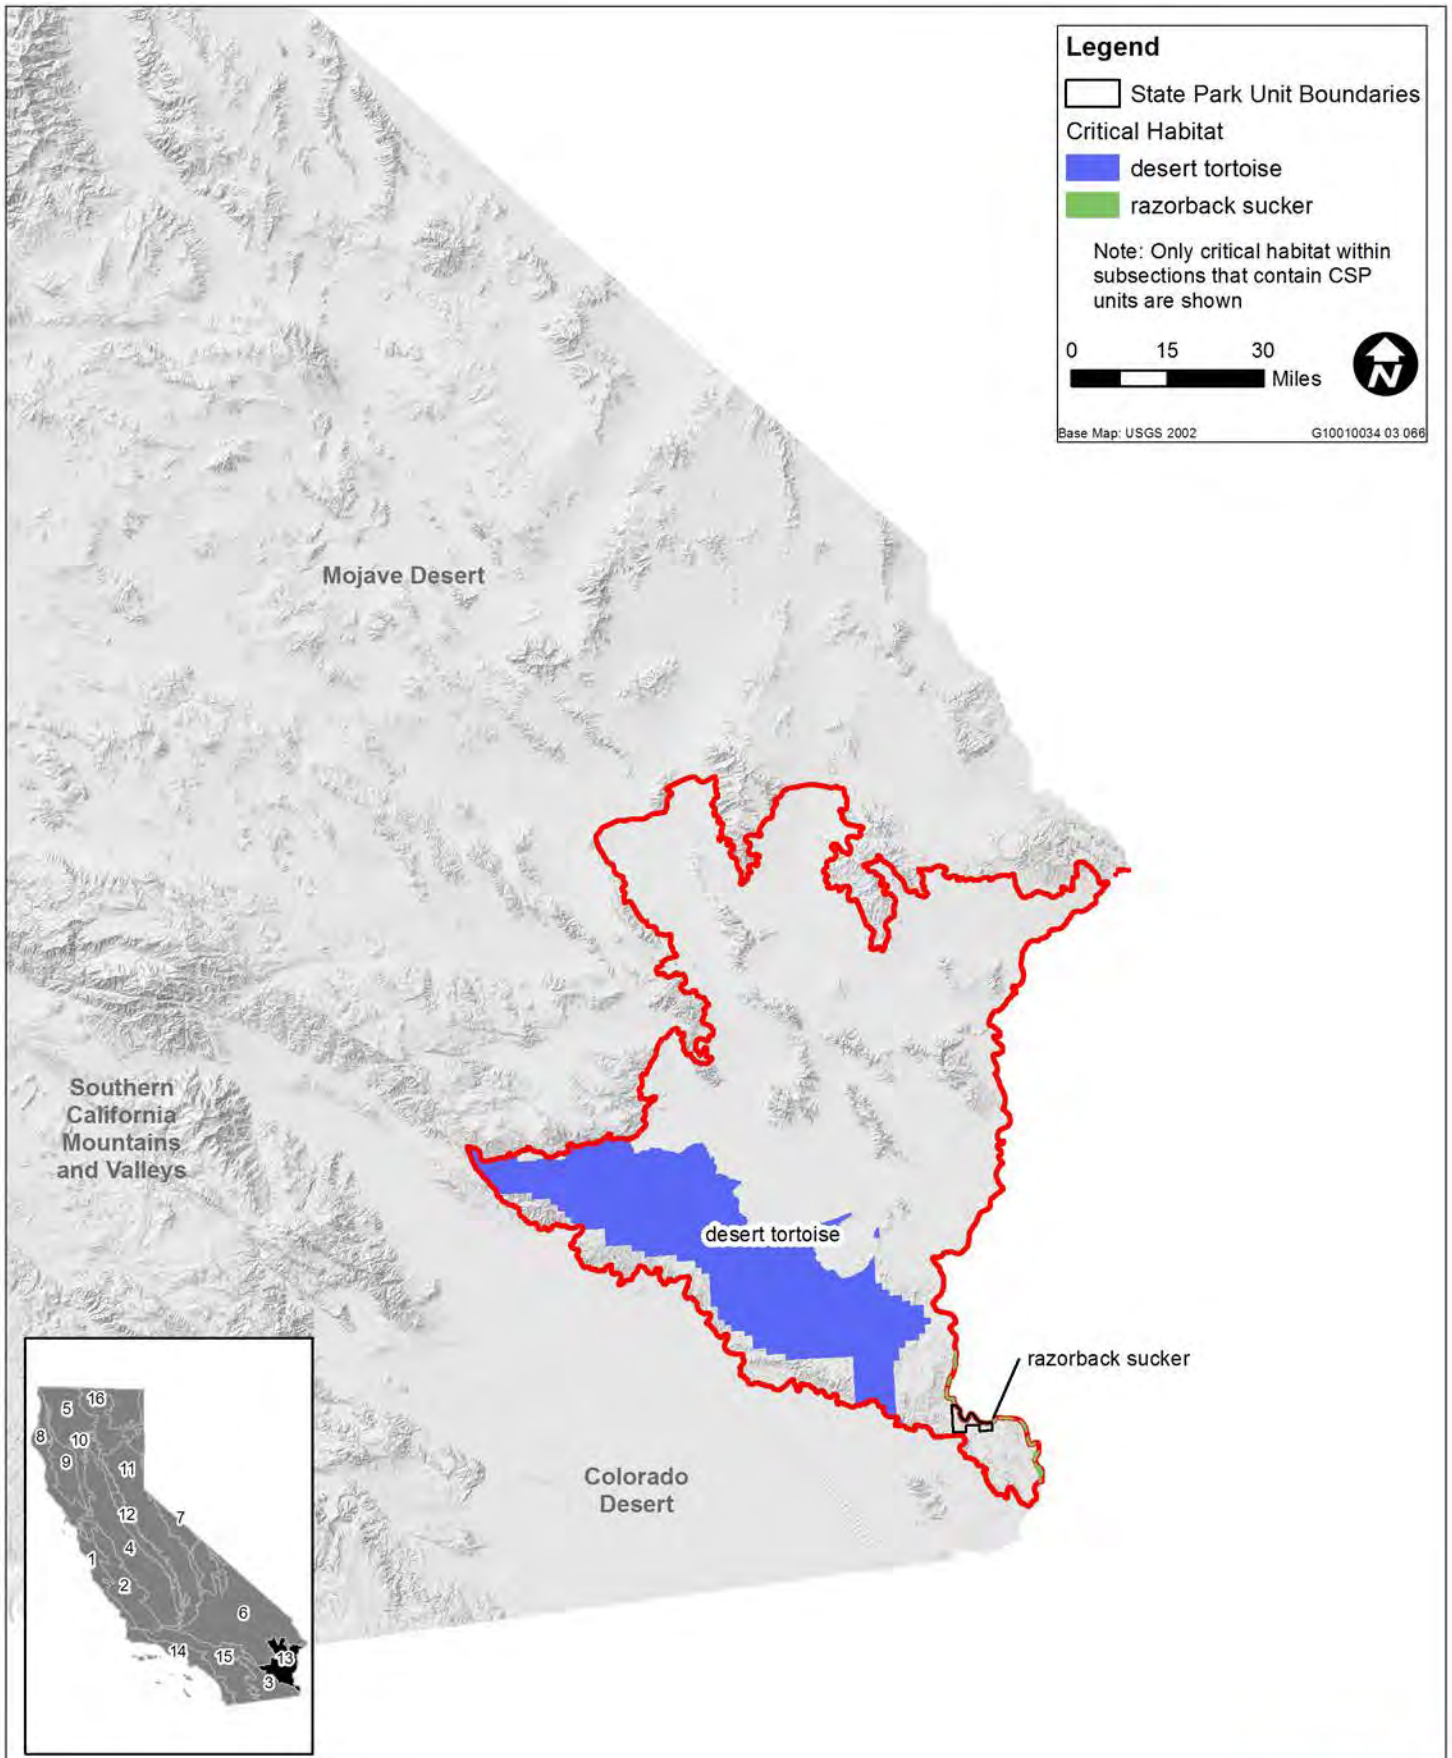 Legend
State Park Unit Boundaries
Critical Habitat
desert tortoise
razorback sucker
Note: Only critical habitat within
subsections that contain CSP
units are shown
0 15 30
Miles
N
Base Map: USGS 2002 G10010034 03 066
Mojave Desert
Southern
California
Mountains
and Valleys
desert tortoise
razorback sucker
Colorado
Desert
16
5
8
10
9
11
7
12
4
1
2
6
14
15
13
3